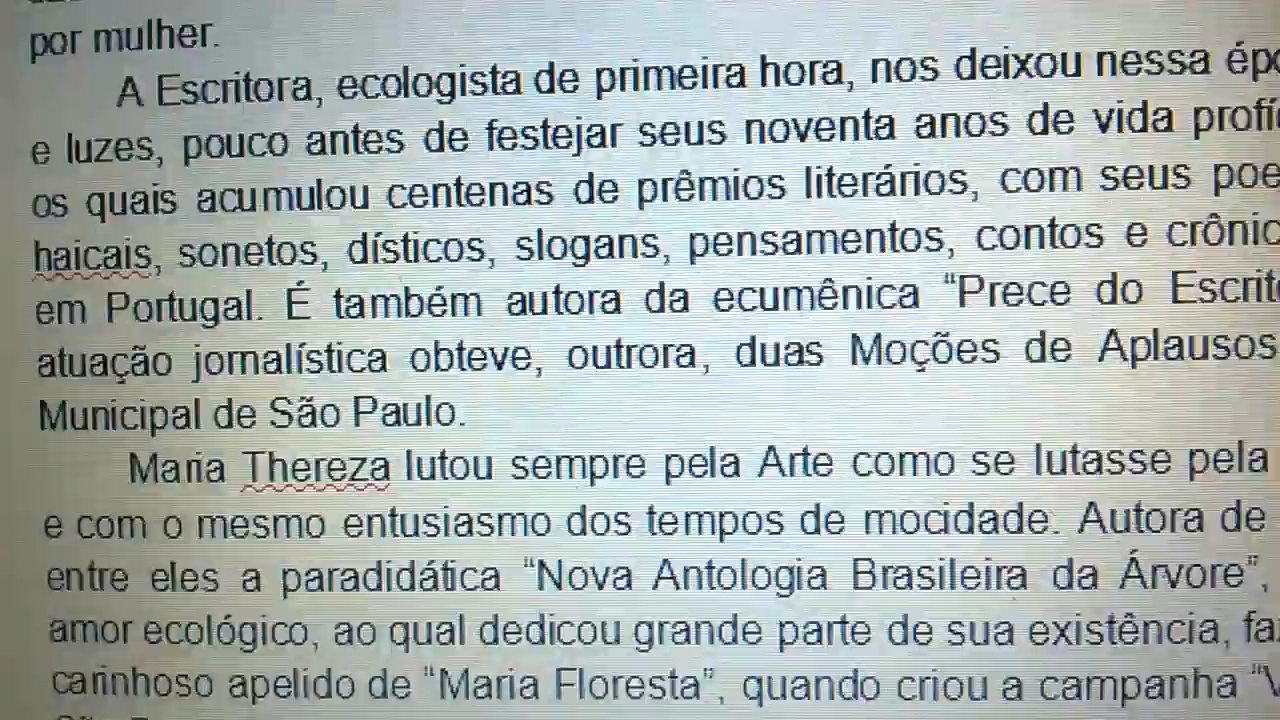 por mulher.
A Escritora, ecologista de primeira hora, nos deixou nessa
e luzes, pouco antes de festejar seus noventa anos de vida
os quais acumulou centenas de prêmios literários, com seus
haicais, sonetos, dísticos, slogans, pensamentos, contos e
em Portugal. É também autora da ecumênica “Prece do
atuação jornalística obteve, outrora, duas Moções de Aplausos
Municipal de São Paulo.
Maria Thereza lutou sempre pela Arte como se lutasse pela
e com o mesmo entusiasmo dos tempos de mocidade. Autora de
entre eles a paradidática “Nova Antologia Brasileira da Árvore”,
amor ecológico, ao qual dedicou grande parte de sua existência,
carinhoso apelido de “Maria Floresta”, quando criou a campanha